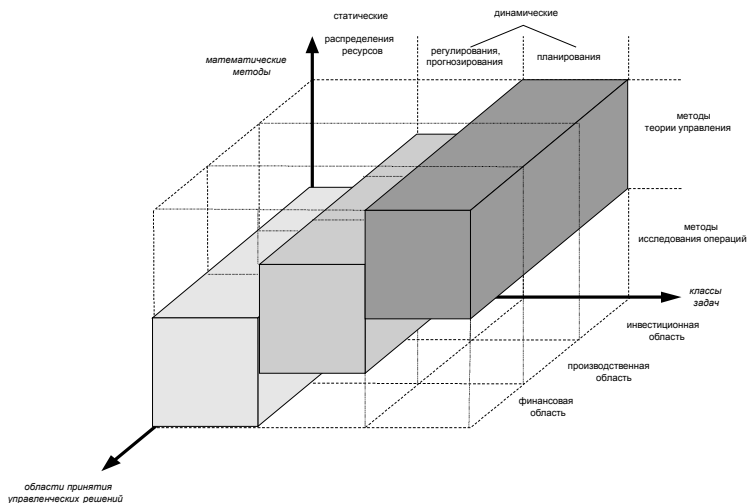 статические
динамические
распределения
ресурсов
регулирования,
прогнозирования
планирования
математические
методы
методы
теории управления
методы
исследования операций
классы
задач
инвестиционная
область
производственная
область
финансовая
область
области принятия
управленческих решений